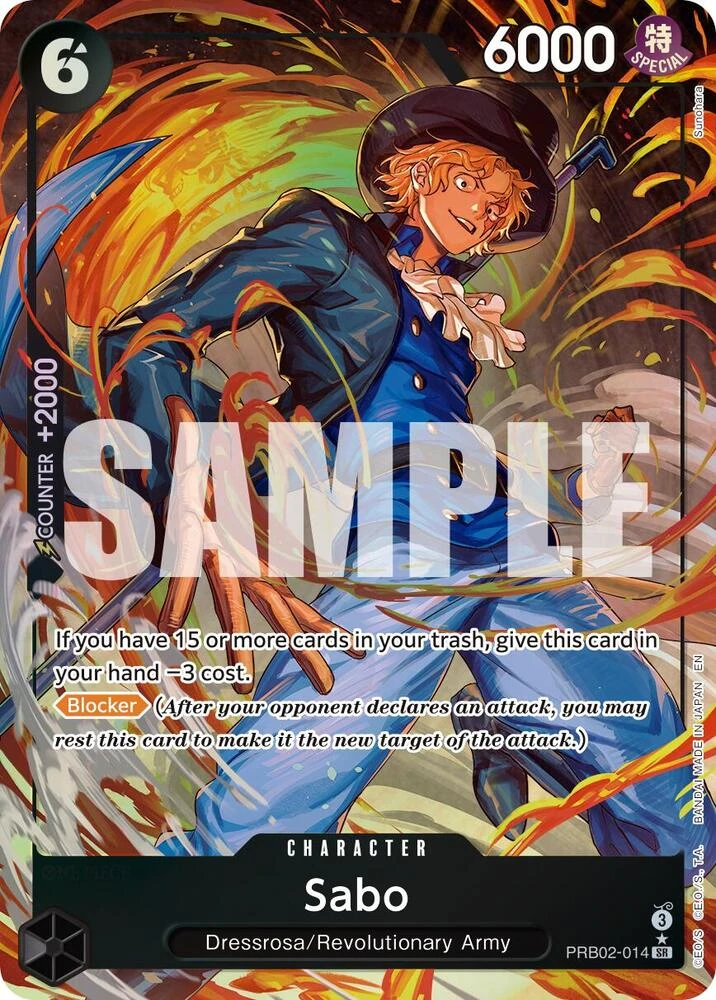 6
6000
特
SPECIAL
Sunohara
COUNTER +2000
SAMPLE
If you have 15 or more cards in your trash, give this card in
your hand −3 cost.
Blocker (After your opponent declares an attack, you may
rest this card to make it the new target of the attack.)
©E.O./S. ©E.O./S., T.A. BANDAI MADE IN JAPAN EN
CHARACTER
ONE PIECE
Sabo
Dressrosa/Revolutionary Army
3
PRB02-014 SR